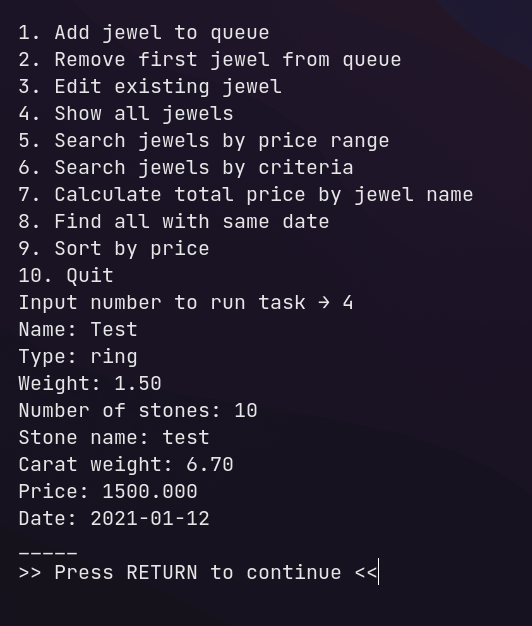 1. Add jewel to queue
2. Remove first jewel from queue
3. Edit existing jewel
4. Show all jewels
5. Search jewels by price range
6. Search jewels by criteria
7. Calculate total price by jewel name
8. Find all with same date
9. Sort by price
10. Quit
Input number to run task → 4
Name: Test
Type: ring
Weight: 1.50
Number of stones: 10
Stone name: test
Carat weight: 6.70
Price: 1500.000
Date: 2021-01-12
_____
>> Press RETURN to continue <<